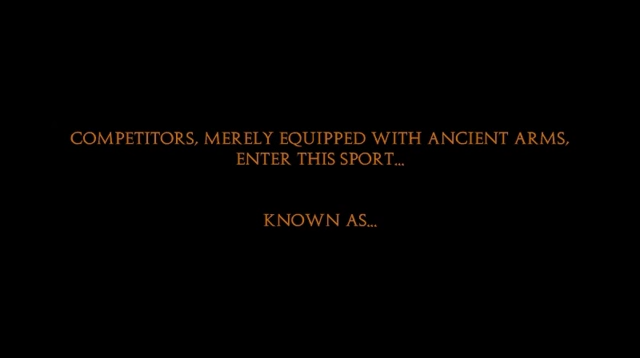 COMPETITORS, MERELY EQUIPPED WITH ANCIENT ARMS,
ENTER THIS SPORT...
KNOWN AS...